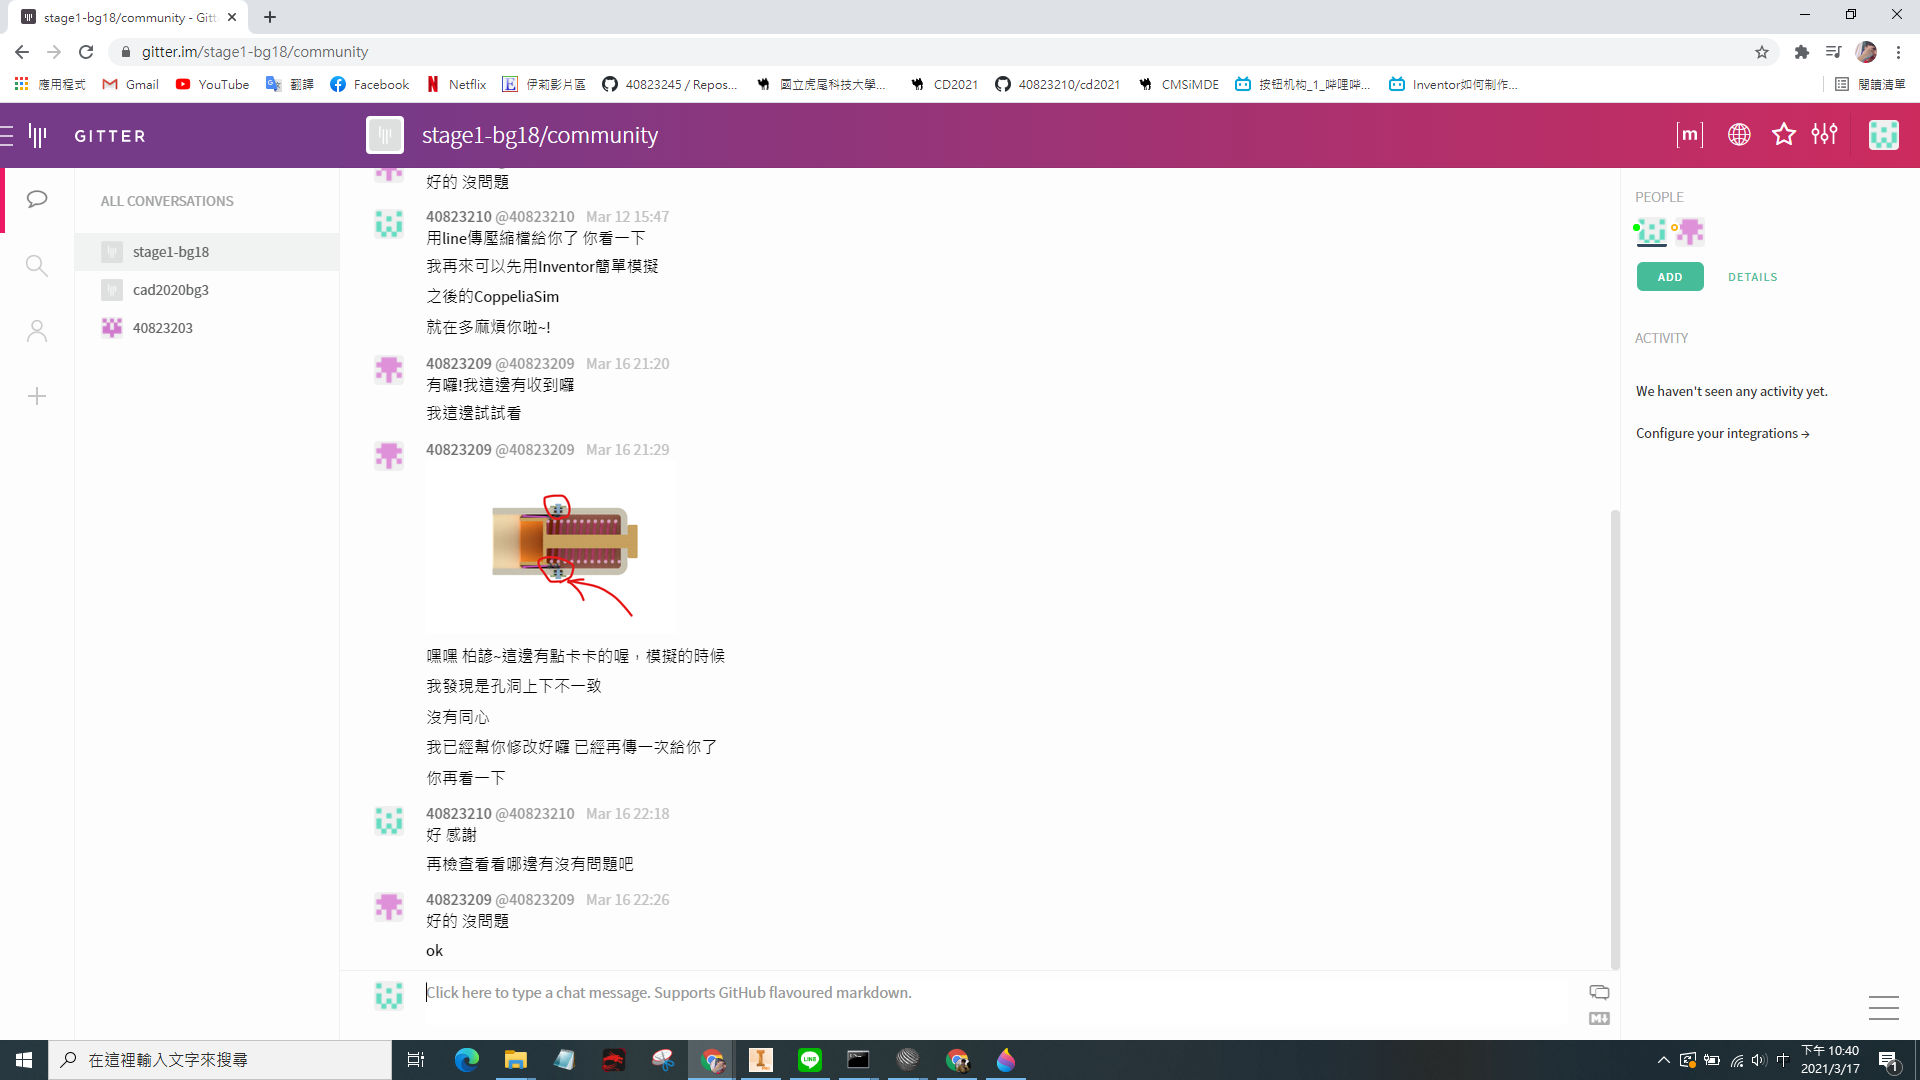 stage1-bg18/community - Gitt
gitter.im/stage1-bg18/community
應用程式
Gmail
YouTube
翻譯
Facebook
Netflix
伊莉影片區
40823245 / Repos...
國立虎尾科技大學...
CD2021
40823210/cd2021
CMSiMDE
按钮机构_1_哔哩哔...
Inventor如何制作...
閱讀清單
GITTER
stage1-bg18/community
[m]
ALL CONVERSATIONS
stage1-bg18
cad2020bg3
40823203
好的 沒問題
40823210 @40823210 Mar 12 15:47
用line傳壓縮檔給你了 你看一下
我再來可以先用Inventor簡單模擬
之後的CoppeliaSim
就在多麻煩你啦~!
40823209 @40823209 Mar 16 21:20
有囉!我這邊有收到囉
我這邊試試看
40823209 @40823209 Mar 16 21:29
嘿嘿 柏諺~這邊有點卡卡的喔，模擬的時候
我發現是孔洞上下不一致
沒有同心
我已經幫你修改好囉 已經再傳一次給你了
你再看一下
40823210 @40823210 Mar 16 22:18
好 感謝
再檢查看看哪邊有沒有問題吧
40823209 @40823209 Mar 16 22:26
好的 沒問題
ok
Click here to type a chat message. Supports GitHub flavoured markdown.
PEOPLE
ADD
DETAILS
ACTIVITY
We haven't seen any activity yet.
Configure your integrations →
在這裡輸入文字來搜尋
LINE
中
下午 10:40
2021/3/17
1